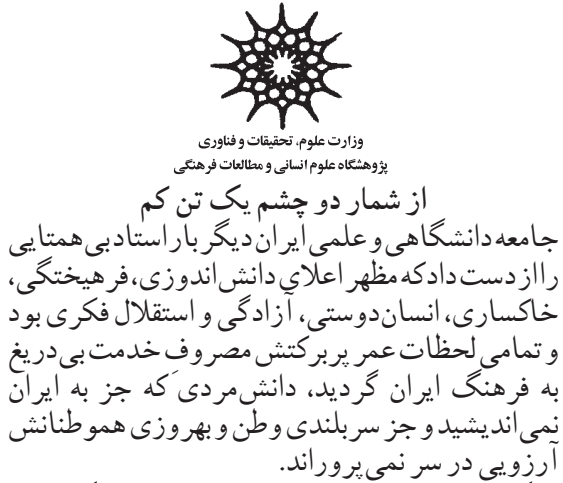 وزارت علوم، تحقیقات و فناوری
پژوهشگاه علوم انسانی و مطالعات فرهنگی
از شمار دو چشم یک تن کم
جامعه دانشگاهی و علمی ایران دیگر بار استاد بی همتایی
را از دست داد که مظهر اعلای دانش‌اندوزی، فرهیختگی،
خاکساری، انسان‌دوستی، آزادگی و استقلال فکری بود
و تمامی لحظات عمر پربرکتش مصروفِ خدمت بی‌دریغ
به فرهنگ ایران گردید، دانش‌مردی که جز به ایران
نمی‌اندیشید و جز سربلندی وطن و بهروزی هموطنانش
آرزویی در سر نمی‌پروراند.